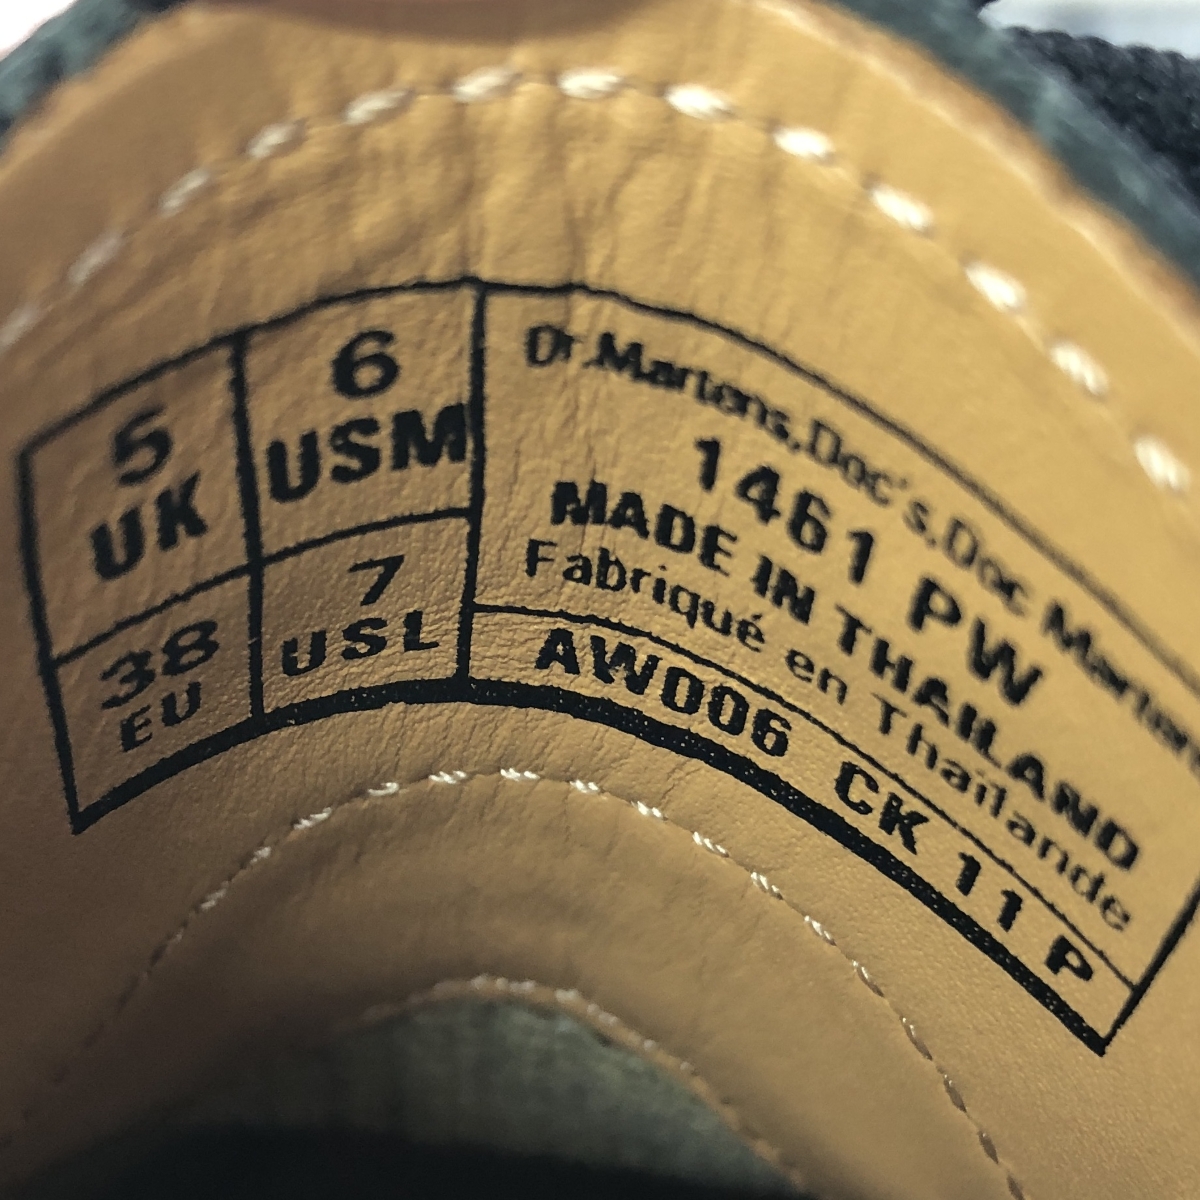 5
UK
6
USM
38
EU
7
USL
Dr.Martens,Doc's,Doc Martens
1461 PW
MADE IN THAILAND
Fabriqué en Thaïlande
AW006 CK 11 P